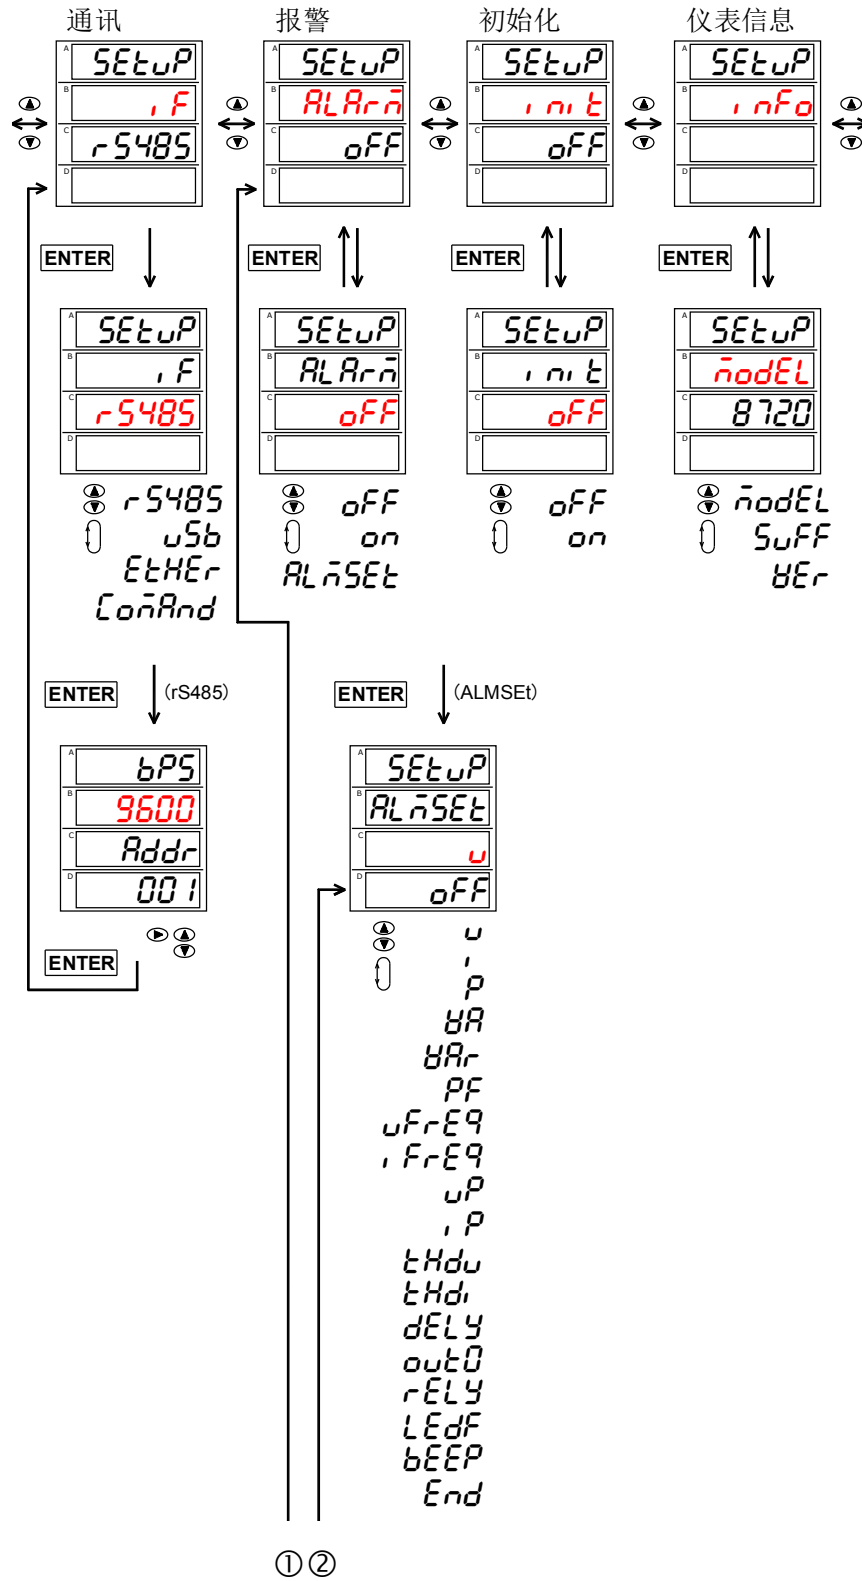 通讯 报警 初始化 仪表信息
A SEtuP A SEtuP A SEtuP A SEtuP
B iF B ALArm B init B inFo
C rS485 C oFF C oFF C
D D D D
ENTER ENTER ENTER ENTER
A SEtuP A SEtuP A SEtuP A SEtuP
B iF B ALArm B init B modEL
C rS485 C oFF C oFF C 8720
D D D D
rS485 oFF oFF modEL
uSb on on SuFF
EtHEr ALmSEt VEr
ComAnd
ENTER (rS485) ENTER (ALMSEt)
A bPS A SEtuP
B 9600 B ALmSEt
C Addr C u
D 001 D oFF
u
ENTER i
P
VA
VAr
PF
uFrEq
iFrEq
uP
iP
tHdu
tHdi
dELY
outO
rELY
LEdF
bEEP
End
① ②